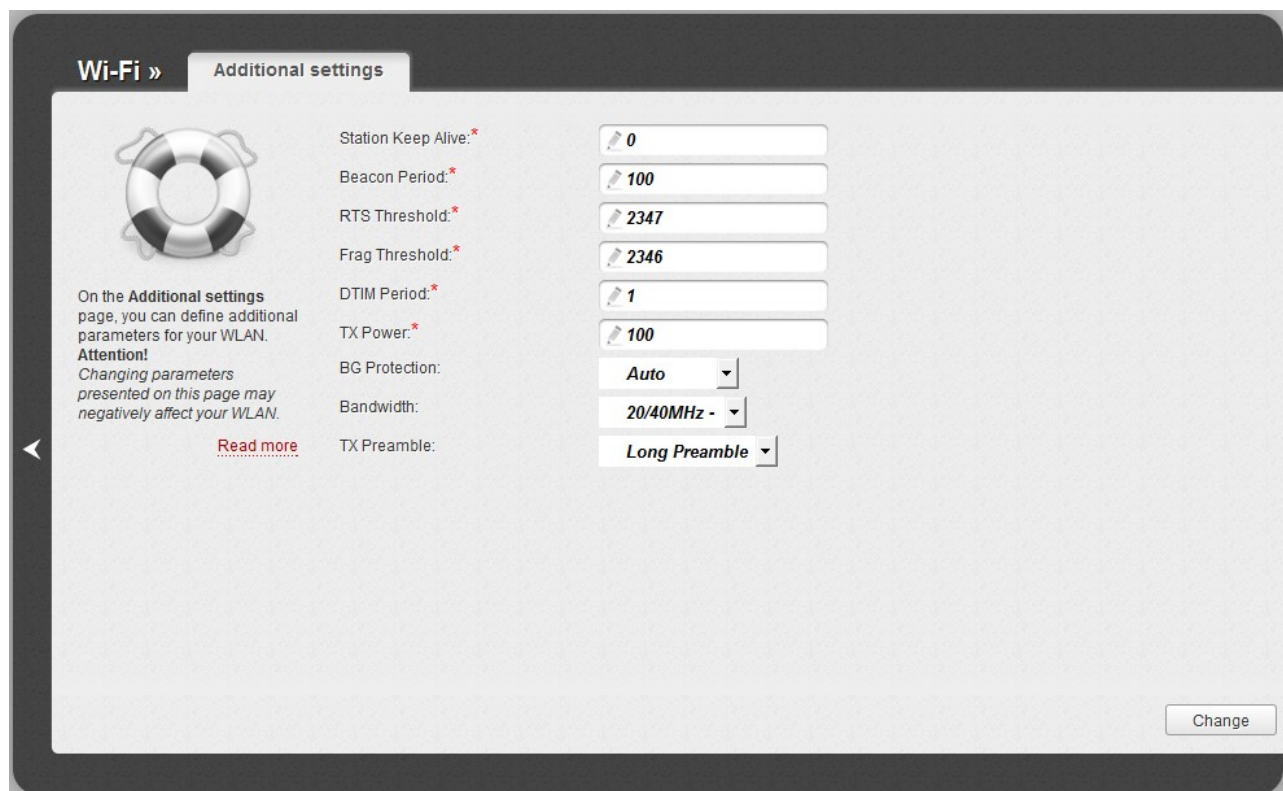 Wi-Fi » Additional settings
Station Keep Alive:* 0
Beacon Period:* 100
RTS Threshold:* 2347
Frag Threshold:* 2346
DTIM Period:* 1
TX Power:* 100
BG Protection: Auto
Bandwidth: 20/40MHz -
TX Preamble: Long Preamble
On the Additional settings
page, you can define additional
parameters for your WLAN.
Attention!
Changing parameters
presented on this page may
negatively affect your WLAN.
Read more
Change